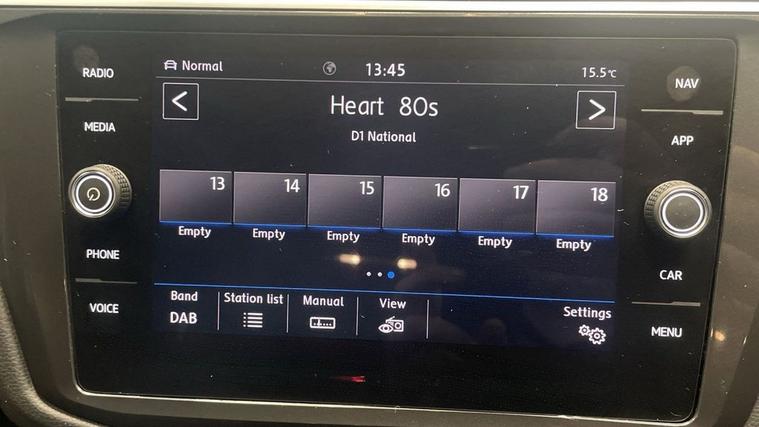 RADIO
MEDIA
PHONE
VOICE
Normal
13:45
15.5°C
<
Heart 80s
>
D1 National
13 14 15 16 17 18
Empty Empty Empty Empty Empty Empty
Band Station list Manual View Settings
DAB
NAV
APP
CAR
MENU